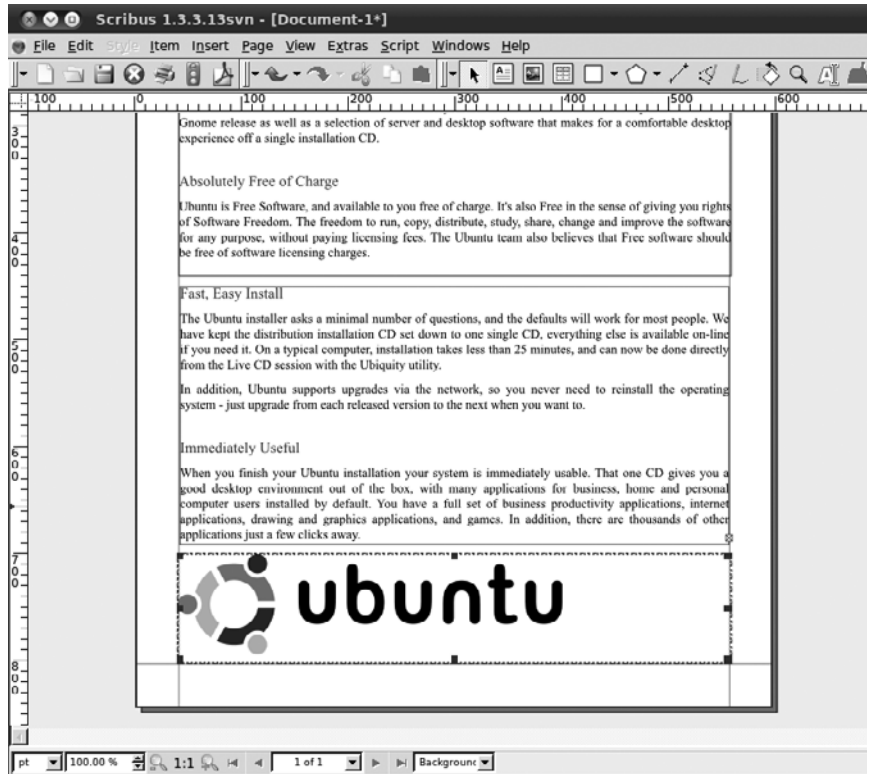 Scribus 1.3.3.13svn - [Document-1*]
File Edit Style Item Insert Page View Extras Script Windows Help
-100 0 100 200 300 400 500 600
300
400
500
600
700
800
Gnome release as well as a selection of server and desktop software that makes for a comfortable desktop
experience off a single installation CD.
Absolutely Free of Charge
Ubuntu is Free Software, and available to you free of charge. It's also Free in the sense of giving you rights
of Software Freedom. The freedom to run, copy, distribute, study, share, change and improve the software
for any purpose, without paying licensing fees. The Ubuntu team also believes that Free software should
be free of software licensing charges.
Fast, Easy Install
The Ubuntu installer asks a minimal number of questions, and the defaults will work for most people. We
have kept the distribution installation CD set down to one single CD, everything else is available on-line
if you need it. On a typical computer, installation takes less than 25 minutes, and can now be done directly
from the Live CD session with the Ubiquity utility.
In addition, Ubuntu supports upgrades via the network, so you never need to reinstall the operating
system - just upgrade from each released version to the next when you want to.
Immediately Useful
When you finish your Ubuntu installation your system is immediately usable. That one CD gives you a
good desktop environment out of the box, with many applications for business, home and personal
computer users installed by default. You have a full set of business productivity applications, internet
applications, drawing and graphics applications, and games. In addition, there are thousands of other
applications just a few clicks away.
ubuntu
pt 100.00 % 1:1 1 of 1 Background